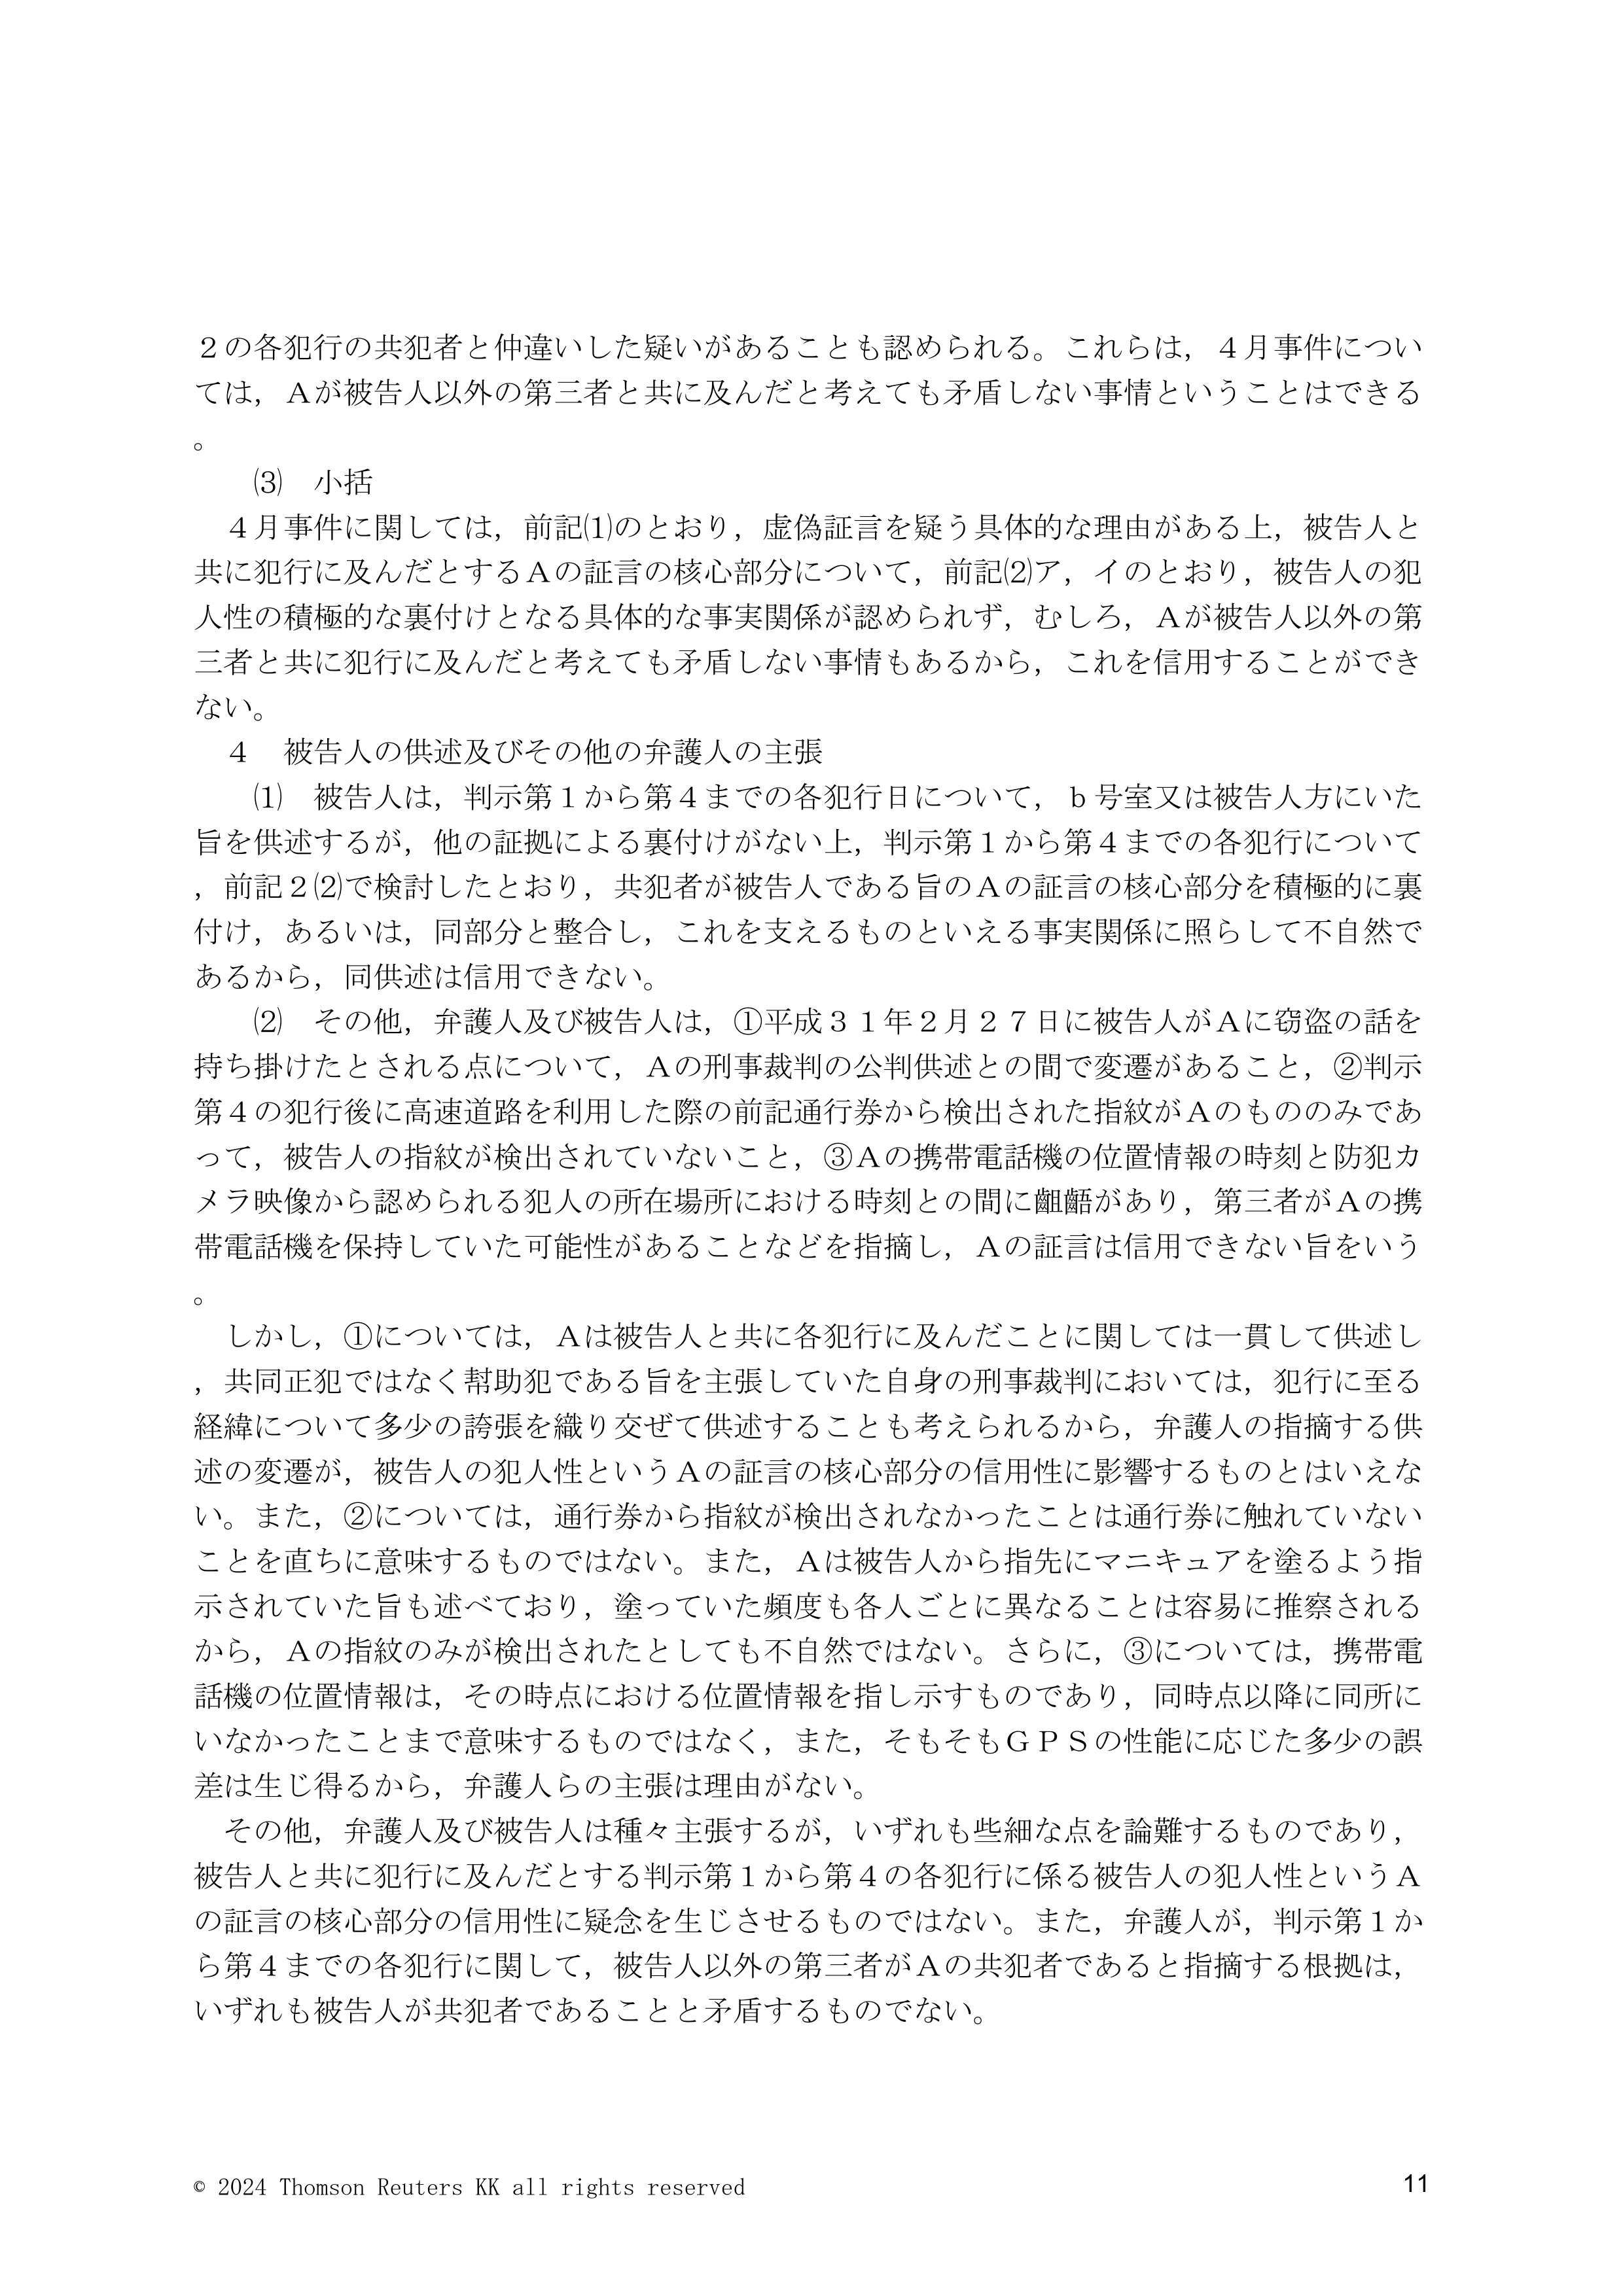 ２の各犯行の共犯者と仲違いした疑いがあることも認められる。これらは，４月事件につい
ては，Ａが被告人以外の第三者と共に及んだと考えても矛盾しない事情ということはできる
。
⑶　小括
４月事件に関しては，前記⑴のとおり，虚偽証言を疑う具体的な理由がある上，被告人と
共に犯行に及んだとするＡの証言の核心部分について，前記⑵ア，イのとおり，被告人の犯
人性の積極的な裏付けとなる具体的な事実関係が認められず，むしろ，Ａが被告人以外の第
三者と共に犯行に及んだと考えても矛盾しない事情もあるから，これを信用することができ
ない。
４　被告人の供述及びその他の弁護人の主張
⑴　被告人は，判示第１から第４までの各犯行日について，ｂ号室又は被告人方にいた
旨を供述するが，他の証拠による裏付けがない上，判示第１から第４までの各犯行について
，前記２⑵で検討したとおり，共犯者が被告人である旨のＡの証言の核心部分を積極的に裏
付け，あるいは，同部分と整合し，これを支えるものといえる事実関係に照らして不自然で
あるから，同供述は信用できない。
⑵　その他，弁護人及び被告人は，①平成３１年２月２７日に被告人がＡに窃盗の話を
持ち掛けたとされる点について，Ａの刑事裁判の公判供述との間で変遷があること，②判示
第４の犯行後に高速道路を利用した際の前記通行券から検出された指紋がＡのもののみであ
って，被告人の指紋が検出されていないこと，③Ａの携帯電話機の位置情報の時刻と防犯カ
メラ映像から認められる犯人の所在場所における時刻との間に齟齬があり，第三者がＡの携
帯電話機を保持していた可能性があることなどを指摘し，Ａの証言は信用できない旨をいう
。
しかし，①については，Ａは被告人と共に各犯行に及んだことに関しては一貫して供述し
，共同正犯ではなく幇助犯である旨を主張していた自身の刑事裁判においては，犯行に至る
経緯について多少の誇張を織り交ぜて供述することも考えられるから，弁護人の指摘する供
述の変遷が，被告人の犯人性というＡの証言の核心部分の信用性に影響するものとはいえな
い。また，②については，通行券から指紋が検出されなかったことは通行券に触れていない
ことを直ちに意味するものではない。また，Ａは被告人から指先にマニキュアを塗るよう指
示されていた旨も述べており，塗っていた頻度も各人ごとに異なることは容易に推察される
から，Ａの指紋のみが検出されたとしても不自然ではない。さらに，③については，携帯電
話機の位置情報は，その時点における位置情報を指し示すものであり，同時点以降に同所に
いなかったことまで意味するものではなく，また，そもそもＧＰＳの性能に応じた多少の誤
差は生じ得るから，弁護人らの主張は理由がない。
その他，弁護人及び被告人は種々主張するが，いずれも些細な点を論難するものであり，
被告人と共に犯行に及んだとする判示第１から第４の各犯行に係る被告人の犯人性というＡ
の証言の核心部分の信用性に疑念を生じさせるものではない。また，弁護人が，判示第１か
ら第４までの各犯行に関して，被告人以外の第三者がＡの共犯者であると指摘する根拠は，
いずれも被告人が共犯者であることと矛盾するものでない。
© 2024 Thomson Reuters KK all rights reserved
11